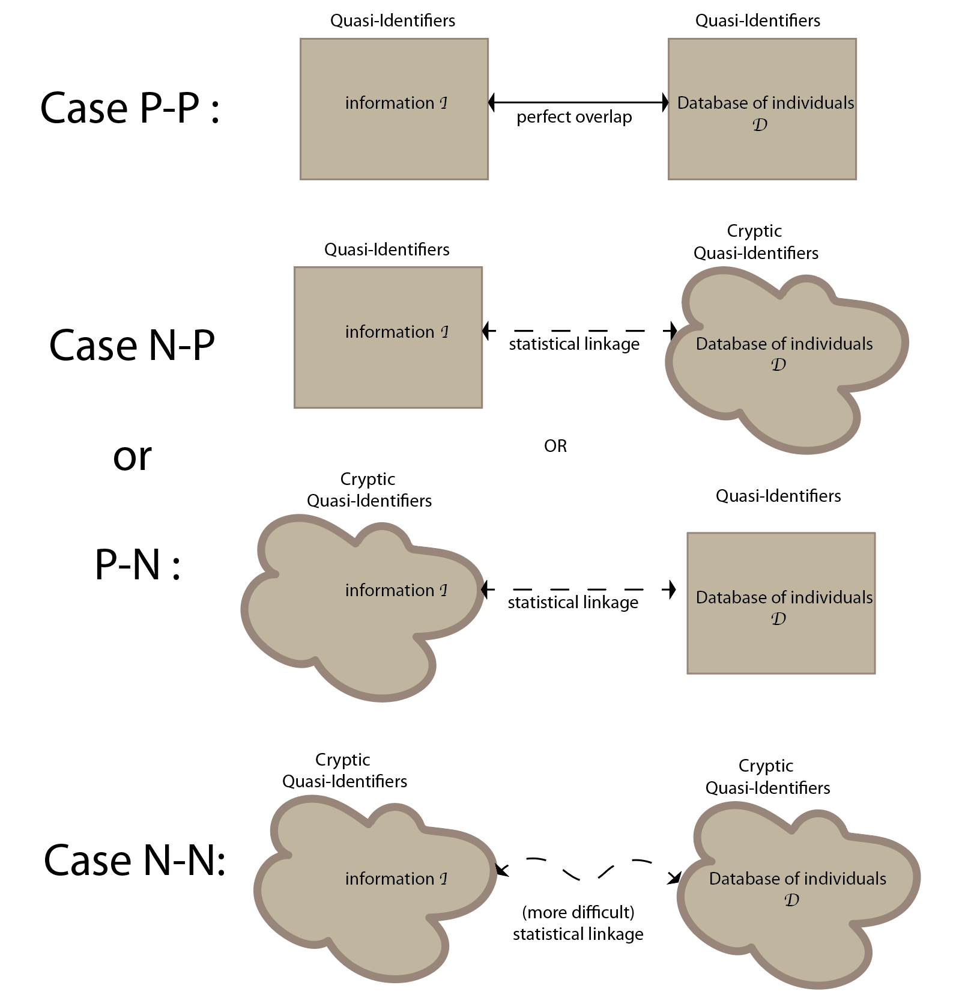 Quasi-Identifiers
Quasi-Identifiers
Case P-P :
information ℐ
perfect overlap
Database of individuals
𝒟
Cryptic
Quasi-Identifiers
Quasi-Identifiers
Case N-P
information ℐ
statistical linkage
Database of individuals
𝒟
or
OR
Cryptic
Quasi-Identifiers
Quasi-Identifiers
P-N :
information ℐ
statistical linkage
Database of individuals
𝒟
Cryptic
Quasi-Identifiers
Cryptic
Quasi-Identifiers
Case N-N:
information ℐ
(more difficult)
statistical linkage
Database of individuals
𝒟